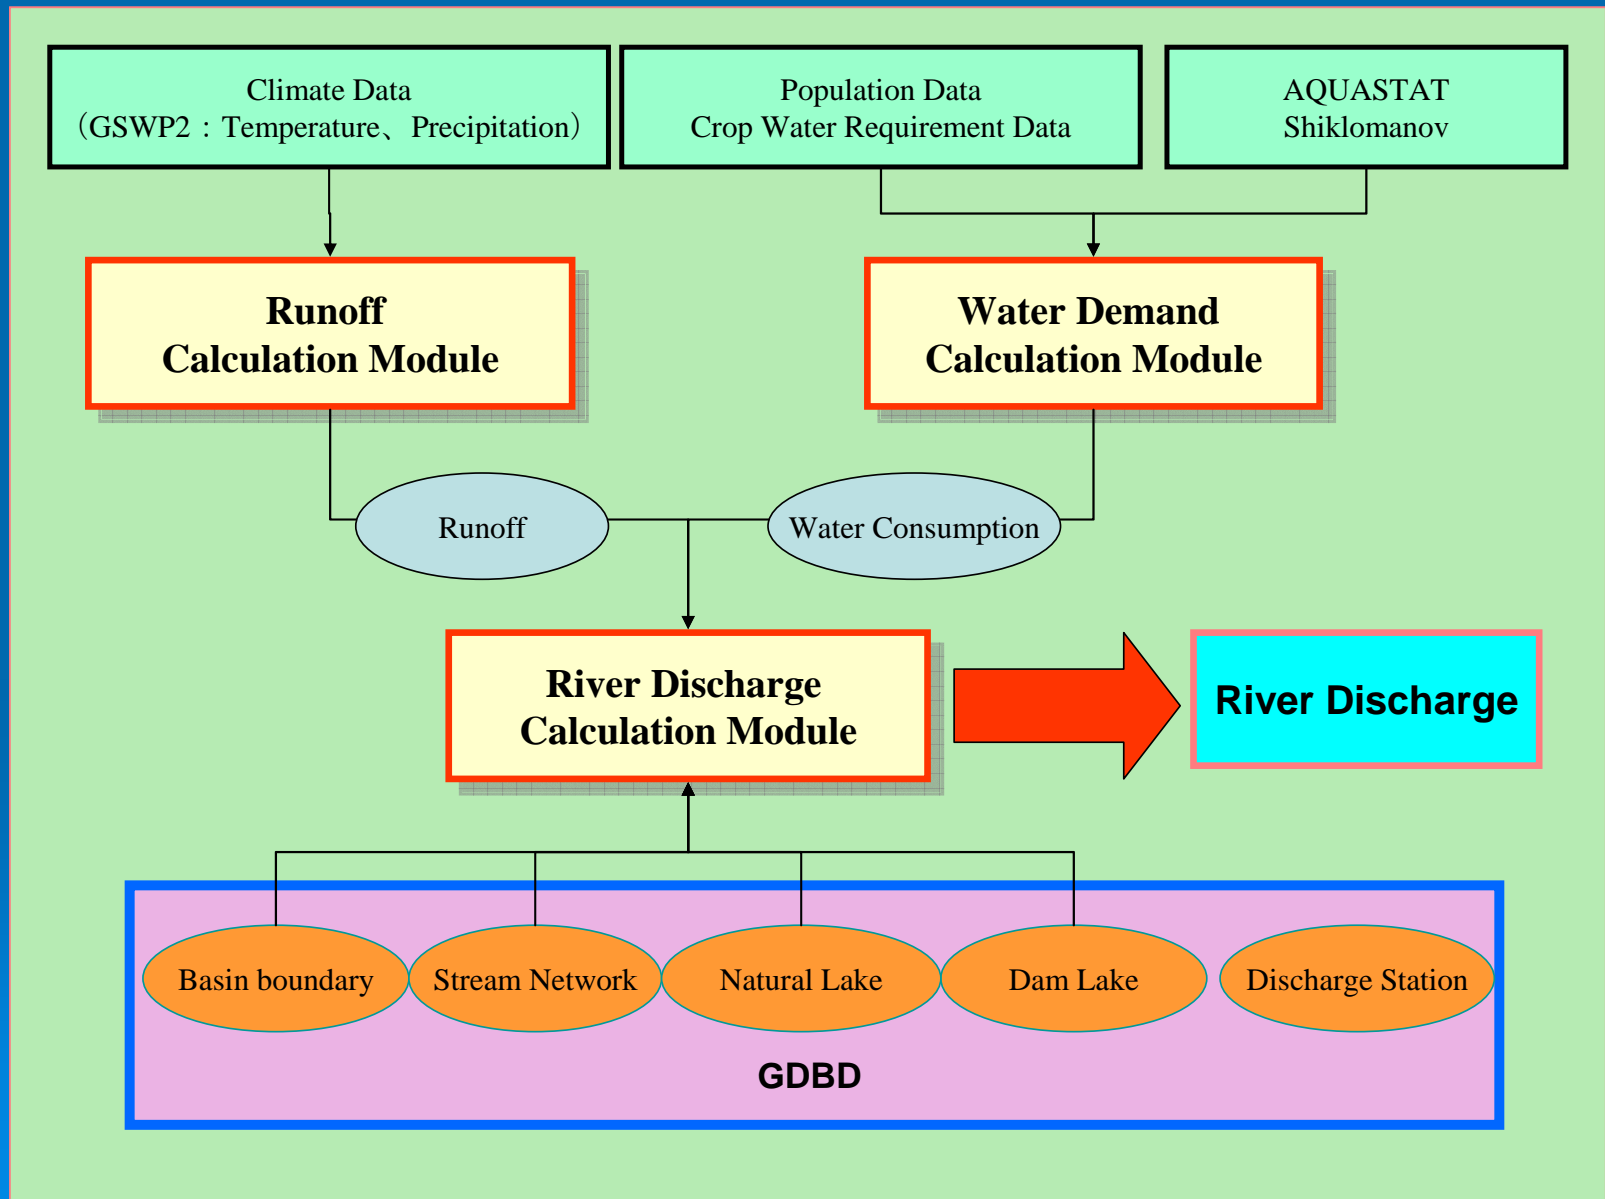 Climate Data
（GSWP2：Temperature、Precipitation）
Population Data
Crop Water Requirement Data
AQUASTAT
Shiklomanov
Runoff
Calculation Module
Water Demand
Calculation Module
Runoff
Water Consumption
River Discharge
Calculation Module
River Discharge
Basin boundary
Stream Network
Natural Lake
Dam Lake
Discharge Station
GDBD